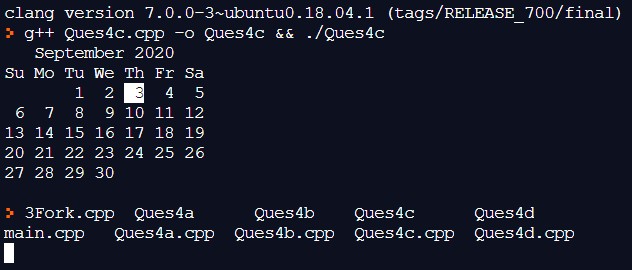 clang version 7.0.0-3~ubuntu0.18.04.1 (tags/RELEASE_700/final)
> g++ Ques4c.cpp -o Ques4c && ./Ques4c
   September 2020
Su Mo Tu We Th Fr Sa
       1  2  3  4  5
 6  7  8  9 10 11 12
13 14 15 16 17 18 19
20 21 22 23 24 25 26
27 28 29 30
> 3Fork.cpp  Ques4a      Ques4b    Ques4c      Ques4d
main.cpp   Ques4a.cpp  Ques4b.cpp  Ques4c.cpp  Ques4d.cpp